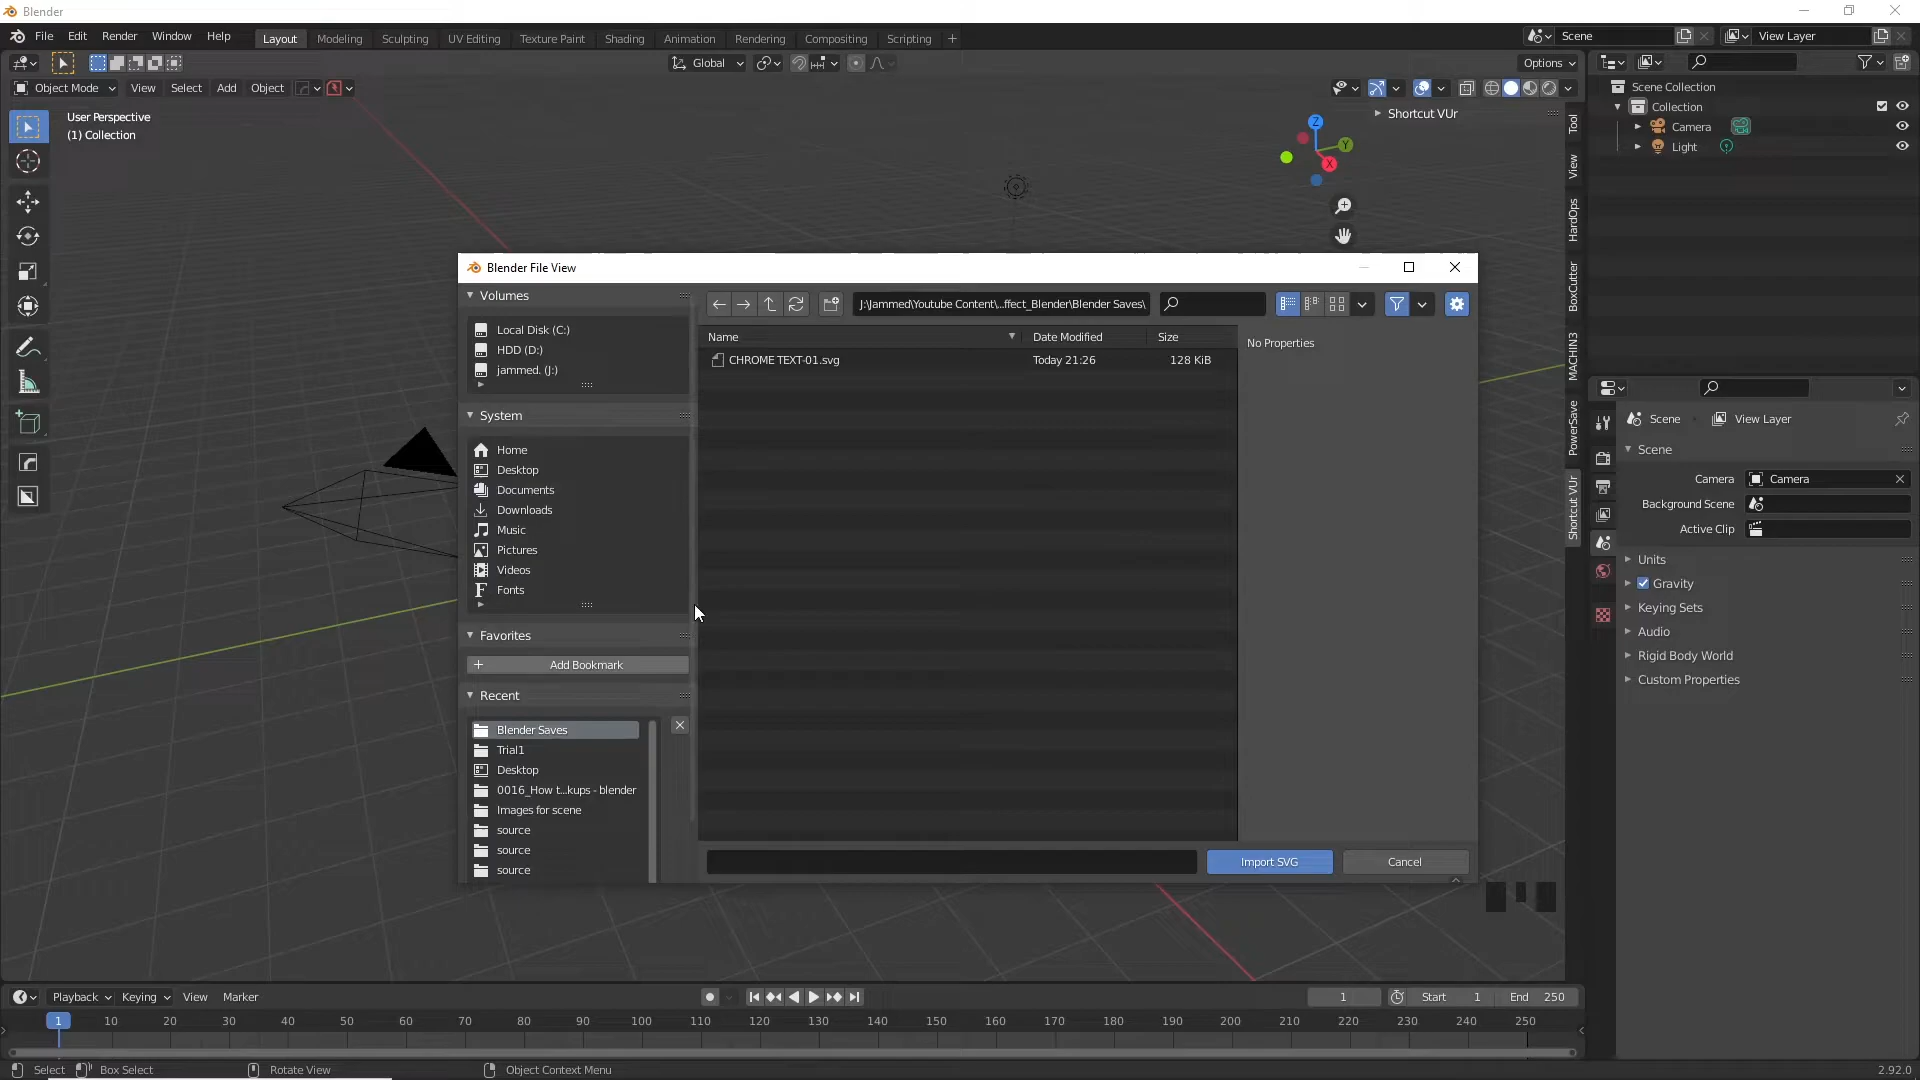 Blender
File Edit Render Window Help
Layout Modeling Sculpting UV Editing Texture Paint Shading Animation Rendering Compositing Scripting +
Scene
View Layer
Global
Options
Object Mode View Select Add Object
User Perspective
(1) Collection
Shortcut VUr
Z
Y
X
Tool
View
HardOps
BoxCutter
MACHIN3
PowerSave
Shortcut VUr
Scene Collection
Collection
Camera
Light
Blender File View
Volumes
Local Disk (C:)
HDD (D:)
jammed. (J:)
System
Home
Desktop
Documents
Downloads
Music
Pictures
Videos
Fonts
Favorites
+ Add Bookmark
Recent
Blender Saves
Trial1
Desktop
0016_How t...kups - blender
Images for scene
source
source
source
J:\Jammed\Youtube Content\...ffect_Blender\Blender Saves\
Name Date Modified Size
CHROME TEXT-01.svg Today 21:26 128 KiB
No Properties
Import SVG Cancel
Scene View Layer
Scene
Camera Camera
Background Scene
Active Clip
Units
Gravity
Keying Sets
Audio
Rigid Body World
Custom Properties
Playback Keying View Marker
1 Start 1 End 250
1 10 20 30 40 50 60 70 80 90 100 110 120 130 140 150 160 170 180 190 200 210 220 230 240 250
Select Box Select Rotate View Object Context Menu 2.92.0